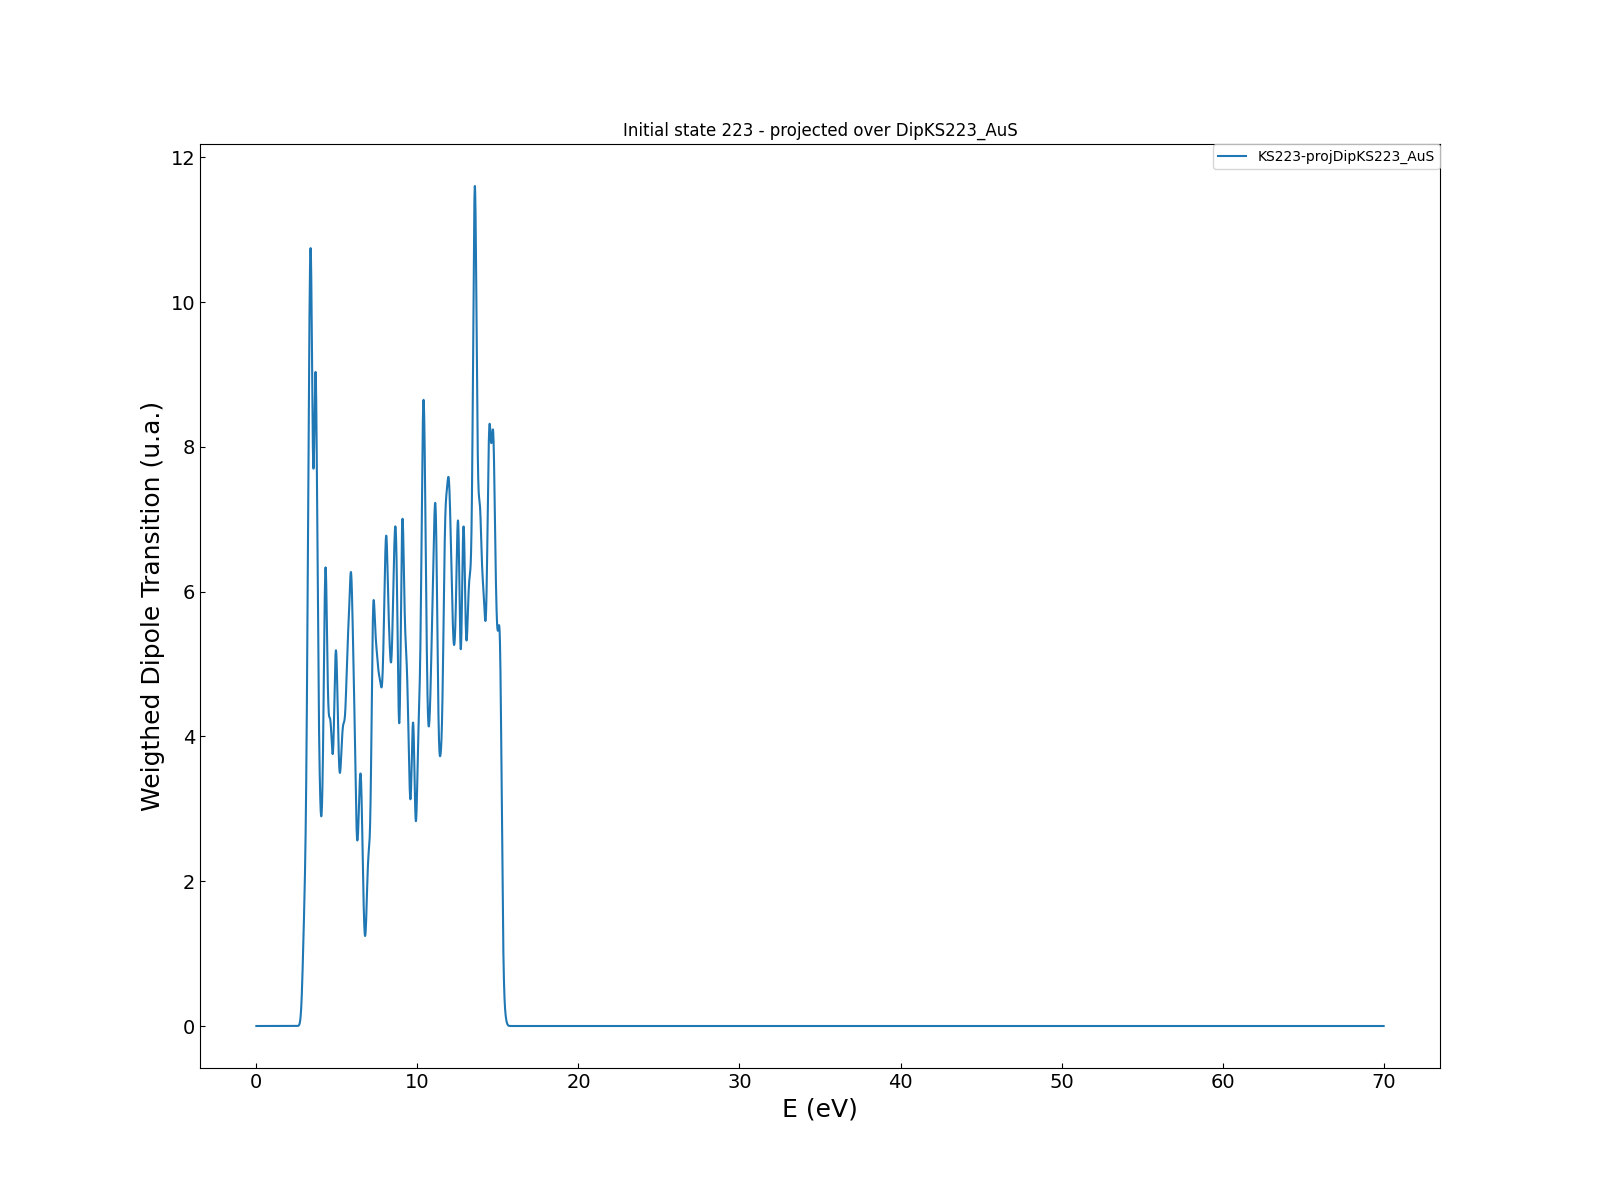 Initial state 223 - projected over DipKS223_AuS
KS223-projDipKS223_AuS
Weigthed Dipole Transition (u.a.)
12
10
8
6
4
2
0
0 10 20 30 40 50 60 70
E (eV)